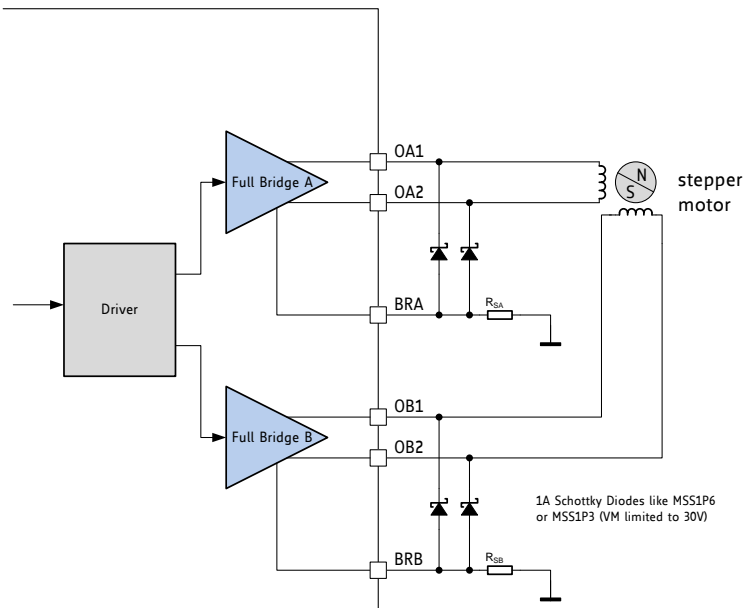 OA1
Full Bridge A
OA2
N
S
stepper
motor
Driver
BRA
RSA
OB1
Full Bridge B
OB2
1A Schottky Diodes like MSS1P6
or MSS1P3 (VM limited to 30V)
BRB
RSB